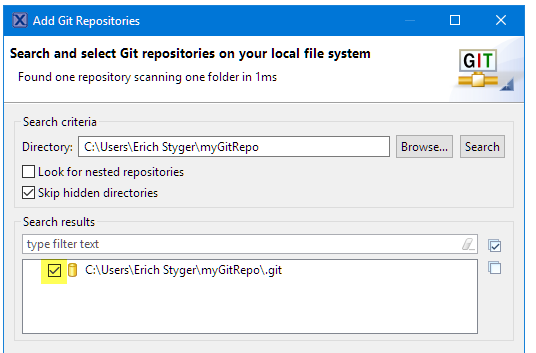 Add Git Repositories
Search and select Git repositories on your local file system
Found one repository scanning one folder in 1ms
GIT
Search criteria
Directory: C:\Users\Erich Styger\myGitRepo Browse... Search
Look for nested repositories
Skip hidden directories
Search results
type filter text
C:\Users\Erich Styger\myGitRepo\.git